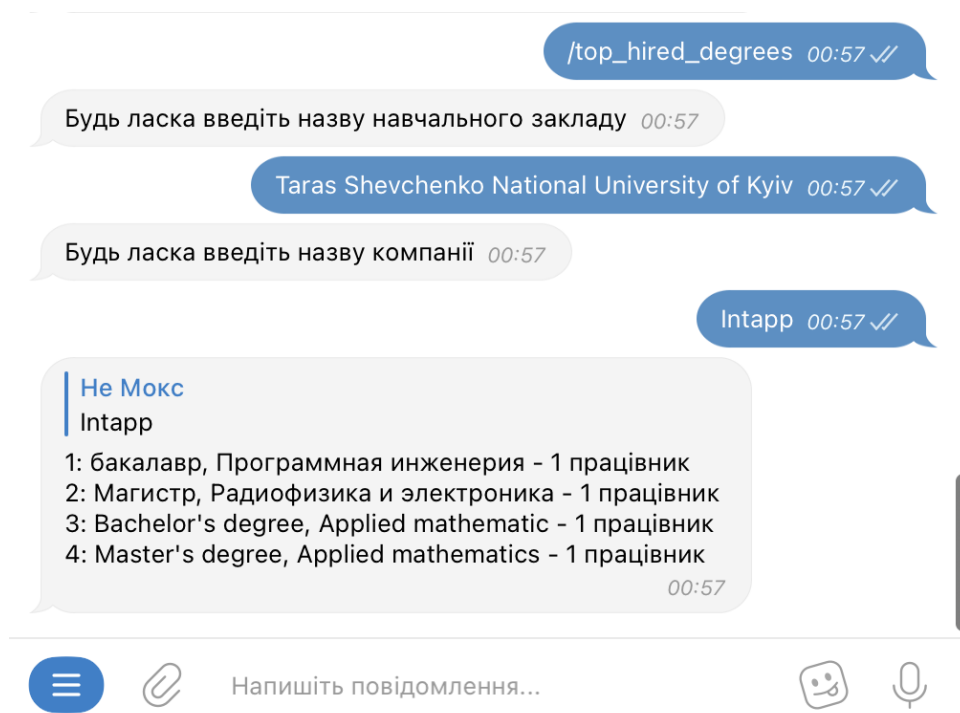 /top_hired_degrees 00:57
Будь ласка введіть назву навчального закладу 00:57
Taras Shevchenko National University of Kyiv 00:57
Будь ласка введіть назву компанії 00:57
Intapp 00:57
Не Мокс
Intapp
1: бакалавр, Программная инженерия - 1 працівник
2: Магистр, Радиофизика и электроника - 1 працівник
3: Bachelor's degree, Applied mathematic - 1 працівник
4: Master's degree, Applied mathematics - 1 працівник
00:57
Напишіть повідомлення...